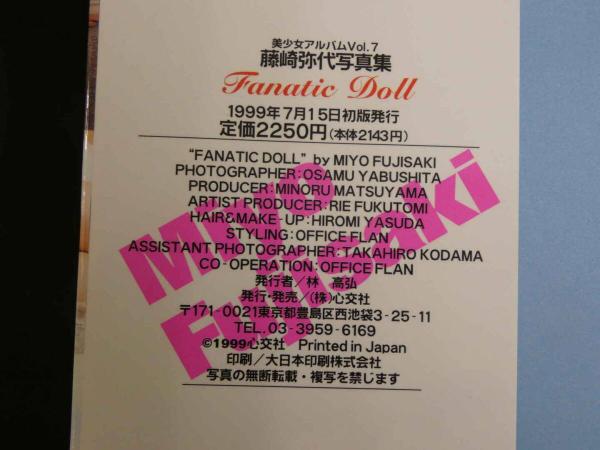 美少女アルバムVol.7
藤崎弥代写真集
Fanatic Doll
1999年7月15日初版発行
定価2250円(本体2143円)
"FANATIC DOLL" by MIYO FUJISAKI
PHOTOGRAPHER:OSAMU YABUSHITA
PRODUCER:MINORU MATSUYAMA
ARTIST PRODUCER:RIE FUKUTOMI
HAIR&MAKE-UP:HIROMI YASUDA
STYLING:OFFICE FLAN
ASSISTANT PHOTOGRAPHER:TAKAHIRO KODAMA
CO-OPERATION:OFFICE FLAN
発行者/林 高弘
発行・発売/(株)心交社
〒171-0021東京都豊島区西池袋3-25-11
TEL.03-3959-6169
©1999心交社 Printed in Japan
印刷/大日本印刷株式会社
写真の無断転載・複写を禁じます
Miyo
Fujisaki